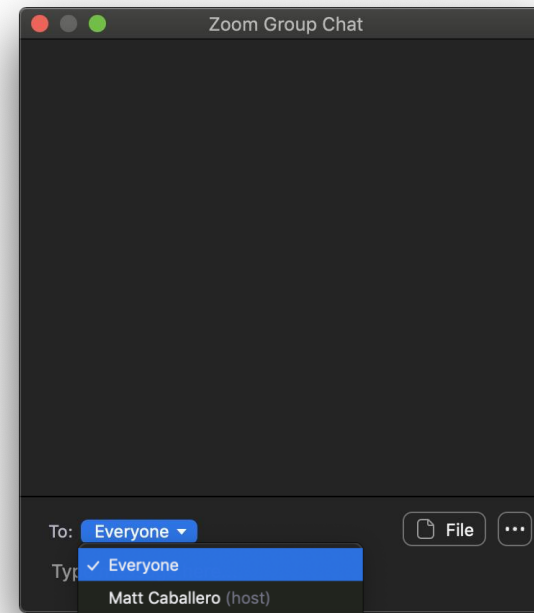 Zoom Group Chat
To: Everyone
File
Typ
Everyone
Matt Caballero (host)